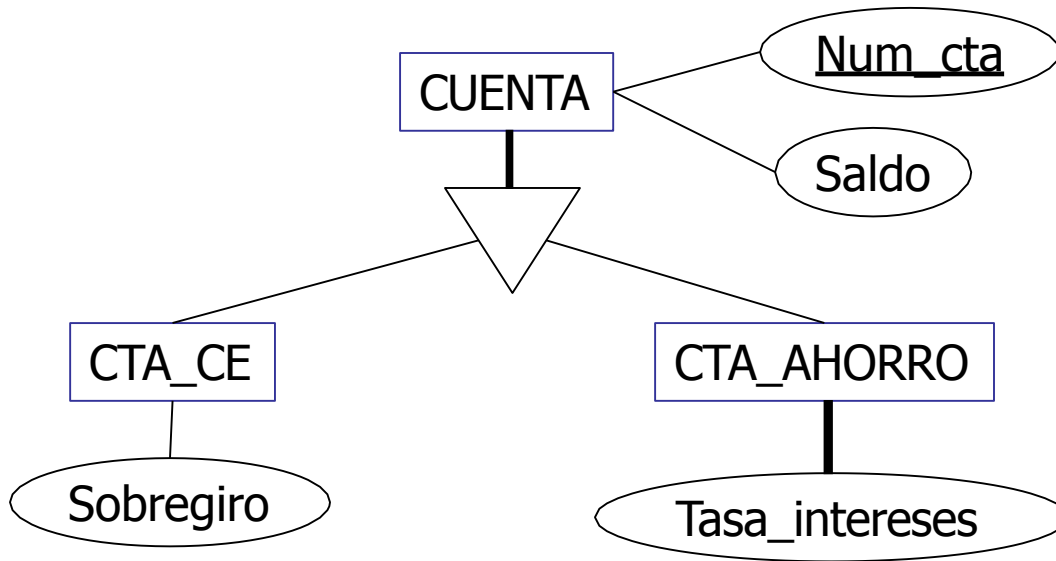 Num_cta
CUENTA
Saldo
CTA_CE
CTA_AHORRO
Sobregiro
Tasa_intereses